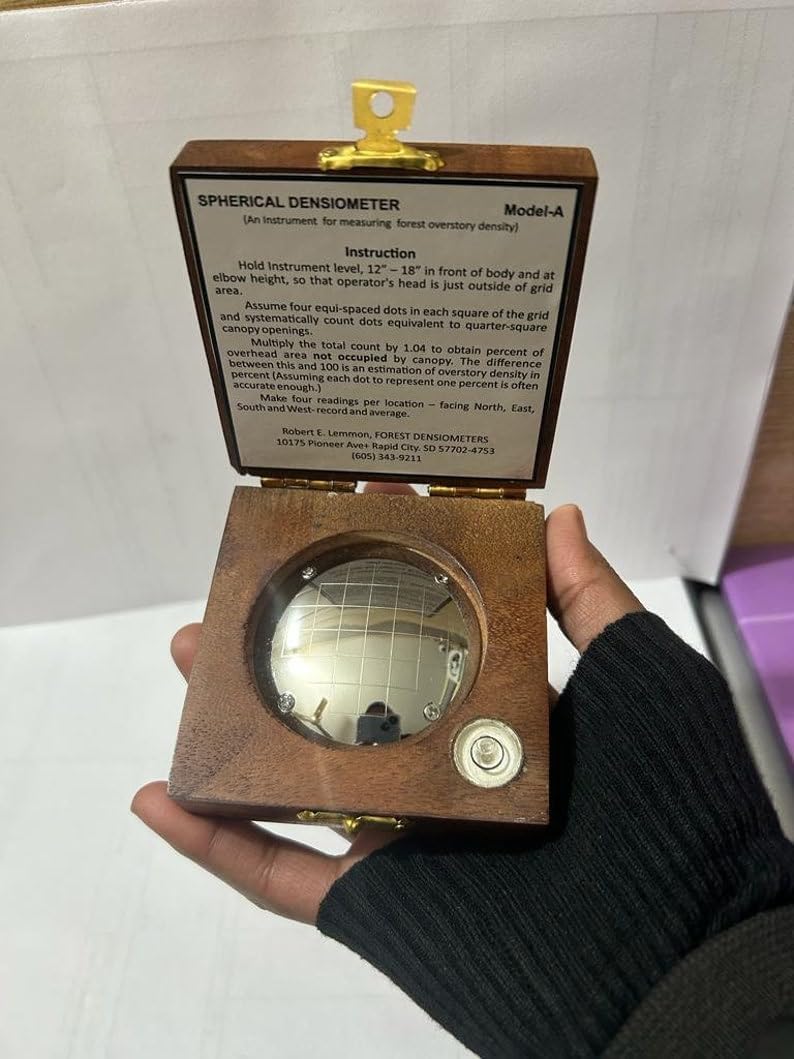 SPHERICAL DENSIOMETER Model-A
(An Instrument for measuring forest overstory density)
Instruction
Hold Instrument level, 12” – 18” in front of body and at
elbow height, so that operator's head is just outside of grid
area.
Assume four equi-spaced dots in each square of the grid
and systematically count dots equivalent to quarter-square
canopy openings.
Multiply the total count by 1.04 to obtain percent of
overhead area not occupied by canopy. The difference
between this and 100 is an estimation of overstory density in
percent (Assuming each dot to represent one percent is often
accurate enough.)
Make four readings per location – facing North, East,
South and West- record and average.
Robert E. Lemmon, FOREST DENSIOMETERS
10175 Pioneer Ave+ Rapid City. SD 57702-4753
(605) 343-9211